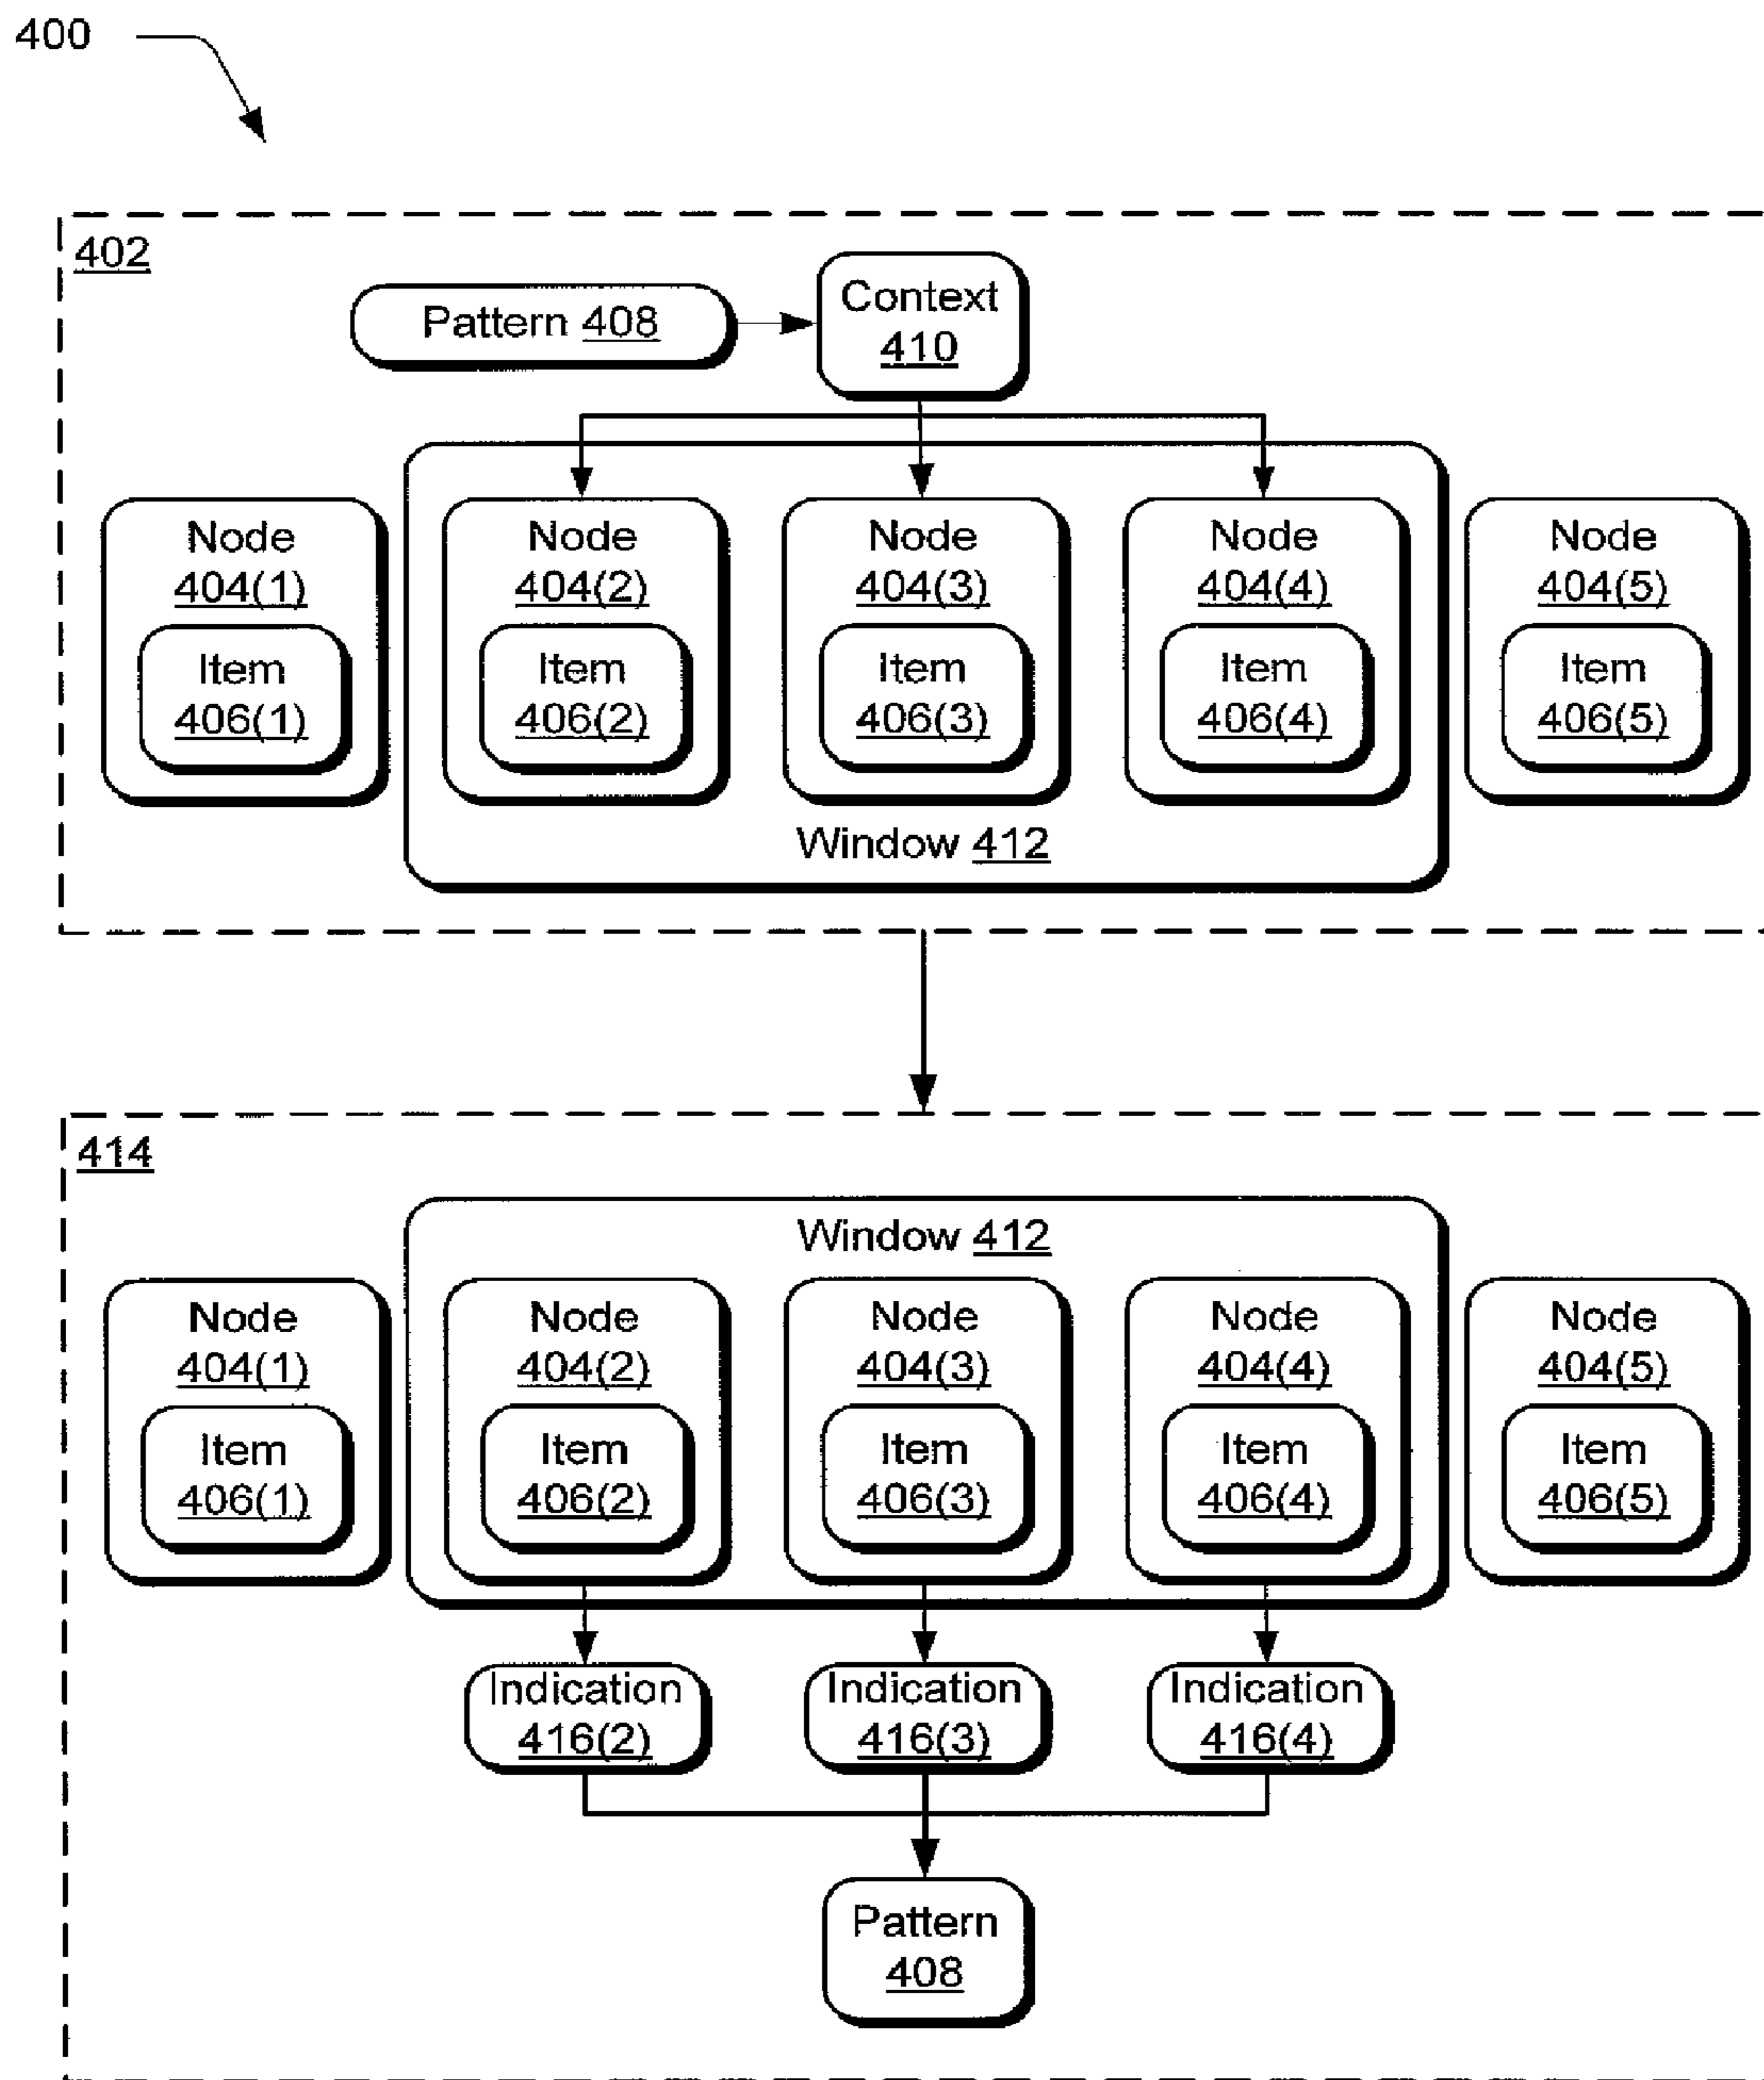 400
402
Pattern 408
Context
410
Node
404(1)
Item
406(1)
Node
404(2)
Item
406(2)
Node
404(3)
Item
406(3)
Node
404(4)
Item
406(4)
Node
404(5)
Item
406(5)
Window 412
414
Window 412
Node
404(1)
Item
406(1)
Node
404(2)
Item
406(2)
Node
404(3)
Item
406(3)
Node
404(4)
Item
406(4)
Node
404(5)
Item
406(5)
Indication
416(2)
Indication
416(3)
Indication
416(4)
Pattern
408